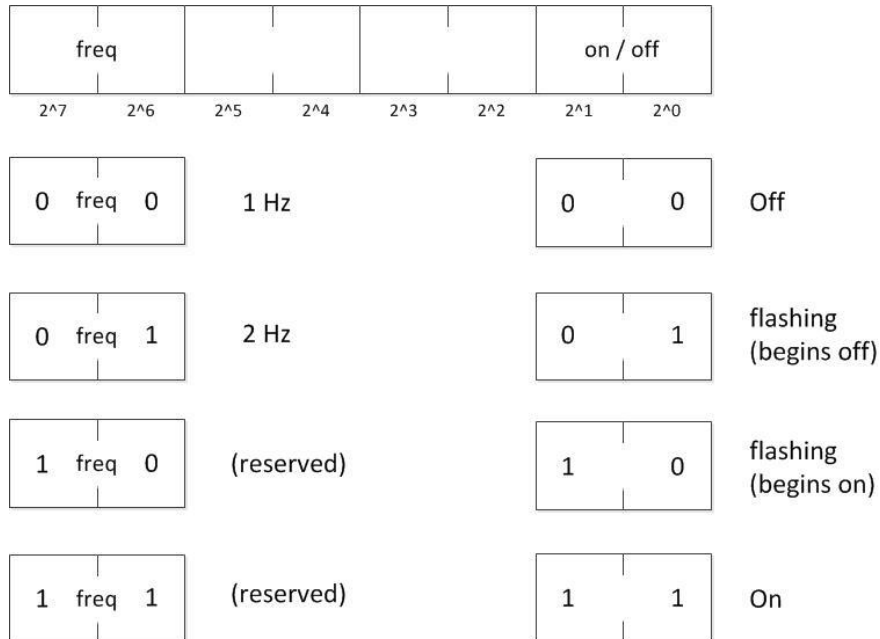 freq on / off
2^7 2^6 2^5 2^4 2^3 2^2 2^1 2^0
0 freq 0 1 Hz 0 0 Off
0 freq 1 2 Hz 0 1 flashing
(begins off)
1 freq 0 (reserved) 1 0 flashing
(begins on)
1 freq 1 (reserved) 1 1 On